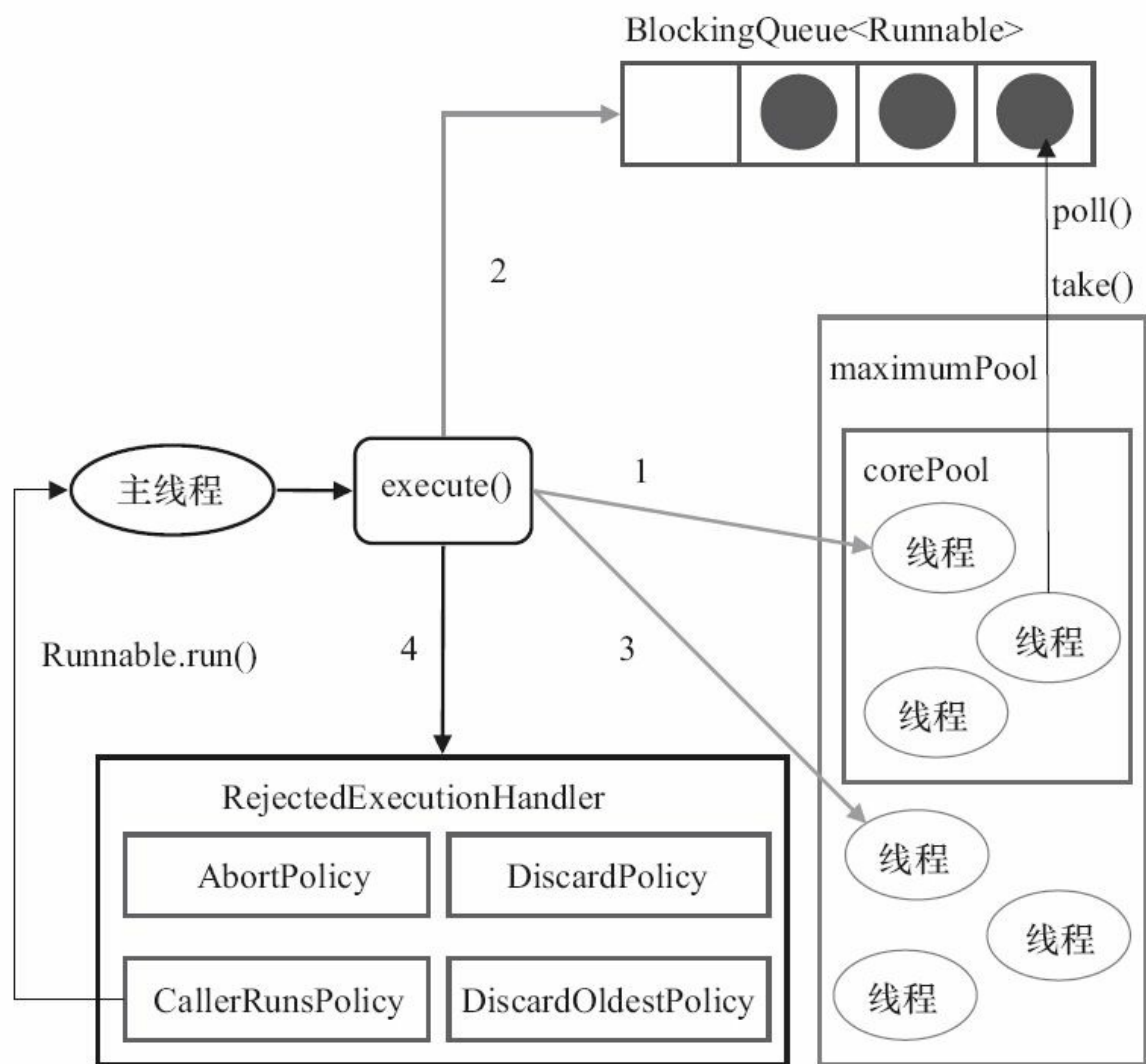 BlockingQueue<Runnable>
poll()
2
take()
maximumPool
corePool
1
主线程
execute()
线程
线程
3
4
Runnable.run()
线程
RejectedExecutionHandler
线程
AbortPolicy
DiscardPolicy
线程
CallerRunsPolicy
DiscardOldestPolicy
线程